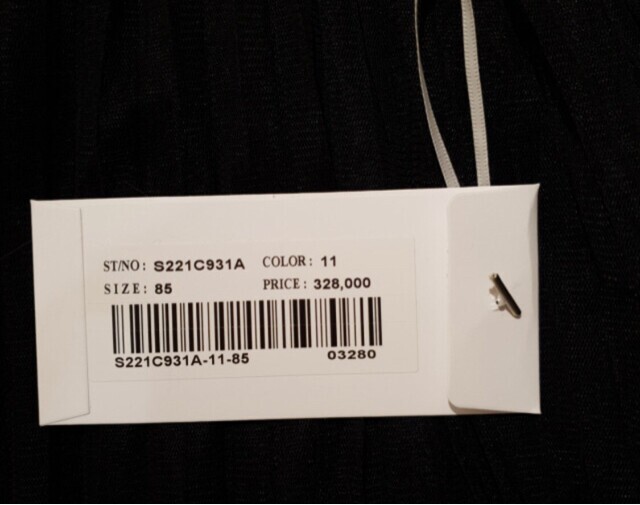 ST/NO: S221C931A COLOR: 11
SIZE: 85 PRICE: 328,000
S221C931A-11-85 03280